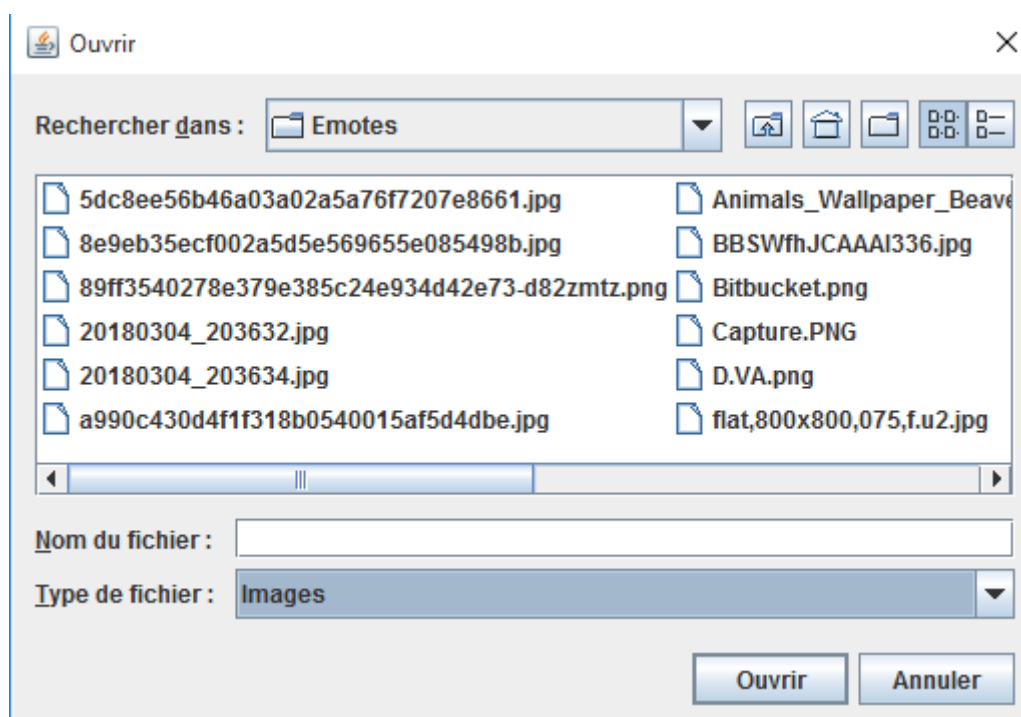 Ouvrir
Rechercher dans : Emotes
5dc8ee56b46a03a02a5a76f7207e8661.jpg
8e9eb35ecf002a5d5e569655e085498b.jpg
89ff3540278e379e385c24e934d42e73-d82zmtz.png
20180304_203632.jpg
20180304_203634.jpg
a990c430d4f1f318b0540015af5d4dbe.jpg
Animals_Wallpaper_Beave
BBSWfhJCAAAI336.jpg
Bitbucket.png
Capture.PNG
D.VA.png
flat,800x800,075,f.u2.jpg
Nom du fichier :
Type de fichier : Images
Ouvrir Annuler